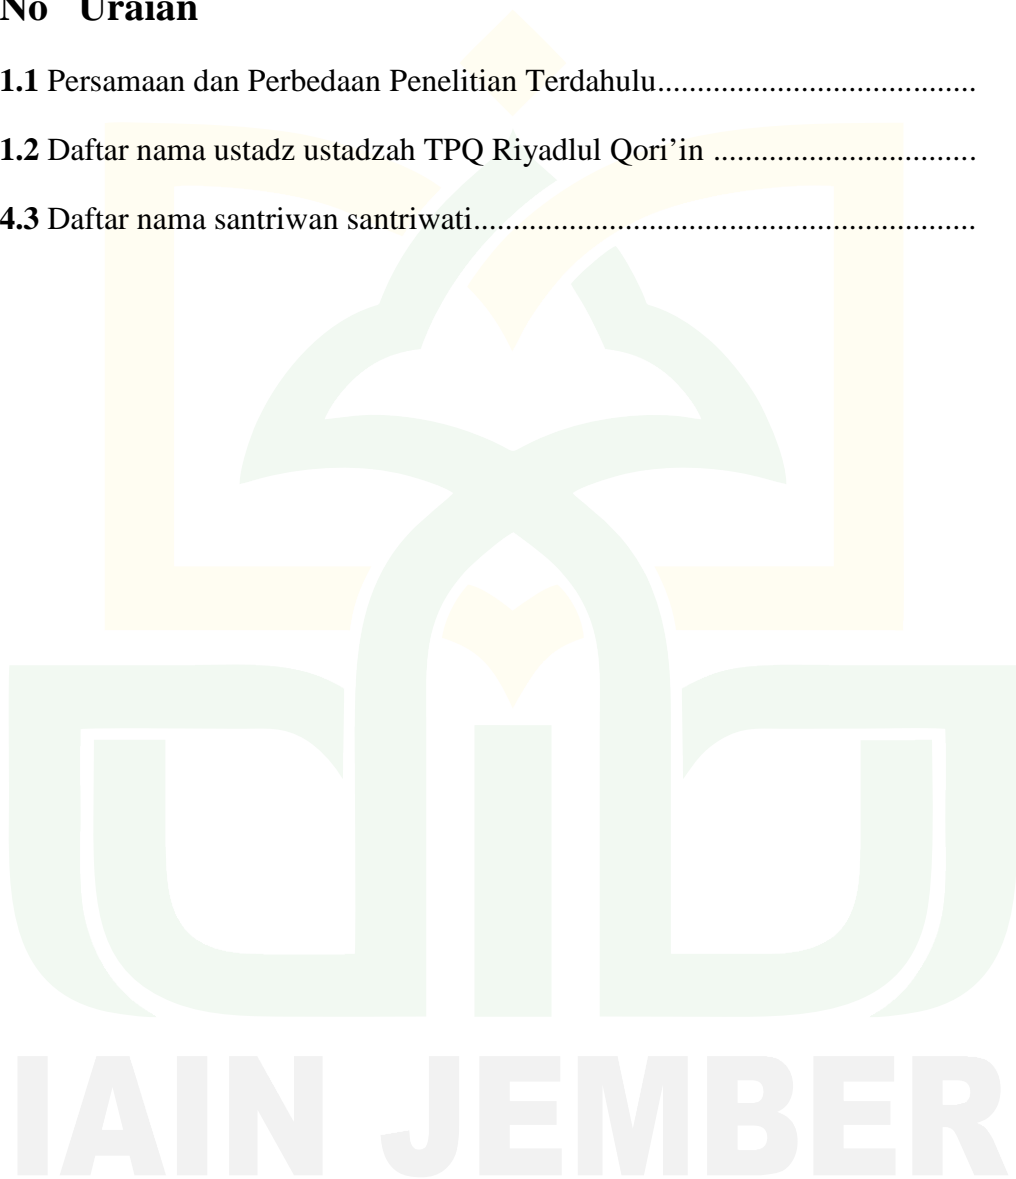 No Uraian
1.1 Persamaan dan Perbedaan Penelitian Terdahulu........................................
1.2 Daftar nama ustadz ustadzah TPQ Riyadlul Qori’in .................................
4.3 Daftar nama santriwan santriwati...............................................................
IAIN JEMBER